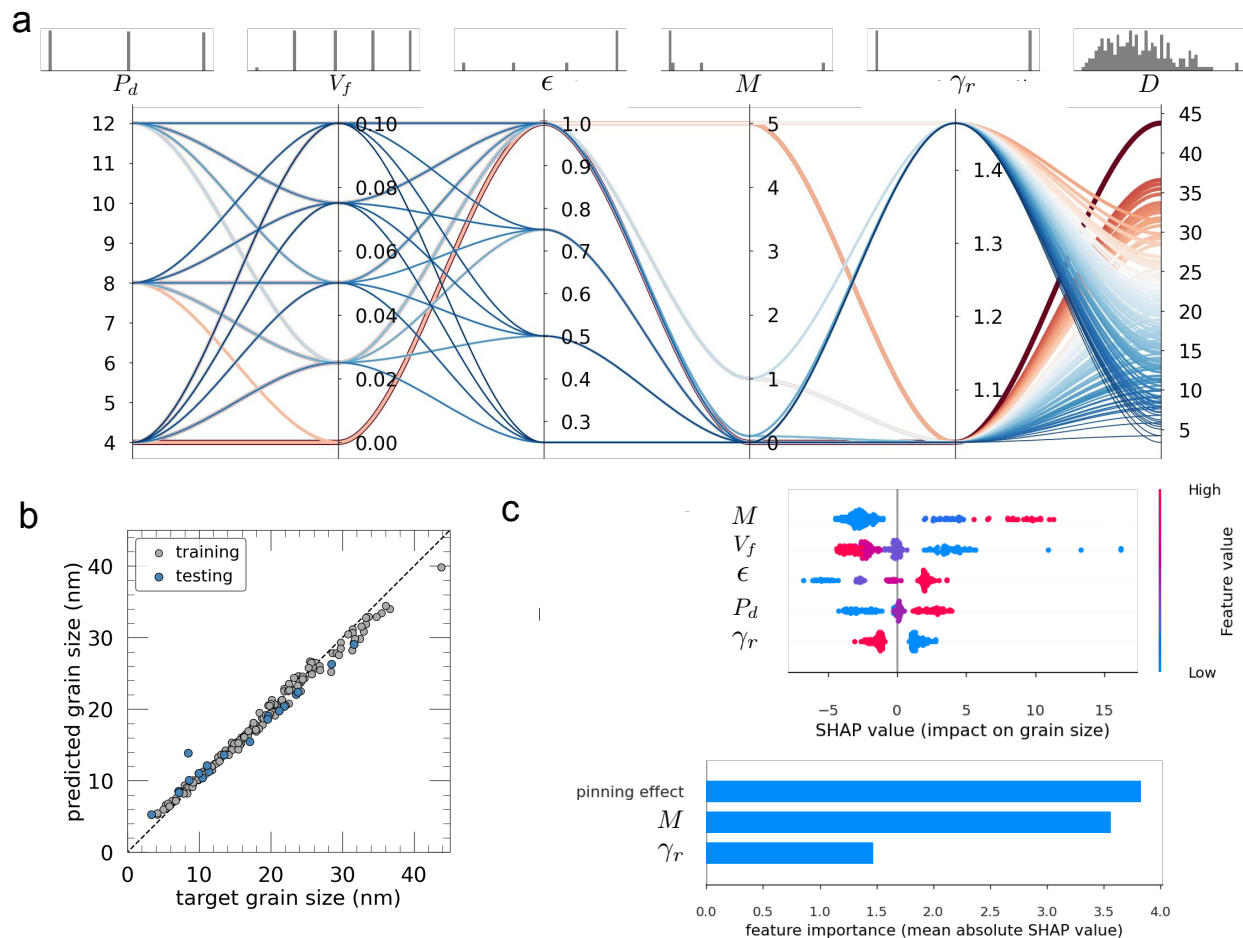 a
P_d V_f ϵ M γ_r D
12 0.10 1.0 5 45
11 0.9 1.4 40
10 0.08 0.8 4 35
9 0.06 0.7 3 1.3 30
8 25
7 0.04 0.6 2 1.2 20
6 0.5 15
5 0.02 0.4 1 1.1 10
4 0.00 0.3 0 5
b
training
testing
40
30
20
10
0
0 10 20 30 40
predicted grain size (nm)
target grain size (nm)
c
M
V_f
ϵ
P_d
γ_r
−5 0 5 10 15
SHAP value (impact on grain size)
High
Feature value
Low
pinning effect
M
γ_r
0.0 0.5 1.0 1.5 2.0 2.5 3.0 3.5 4.0
feature importance (mean absolute SHAP value)